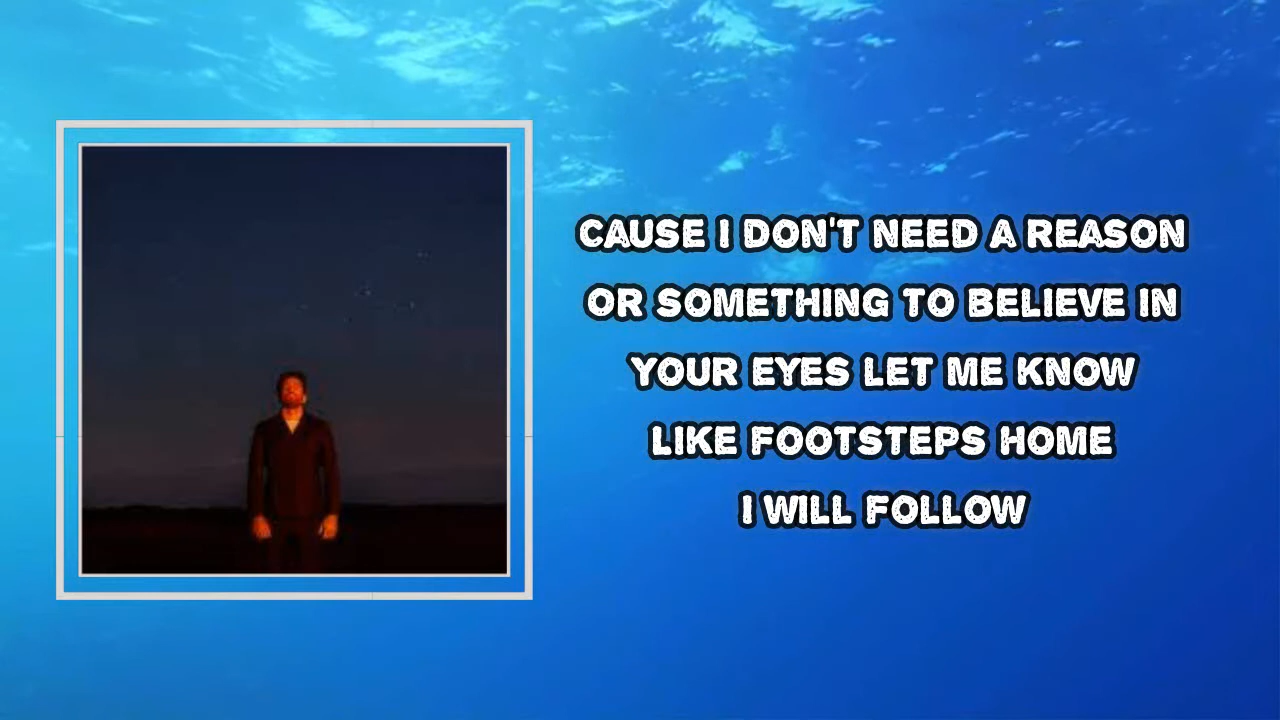 CAUSE I DON'T NEED A REASON
OR SOMETHING TO BELIEVE IN
YOUR EYES LET ME KNOW
LIKE FOOTSTEPS HOME
I WILL FOLLOW